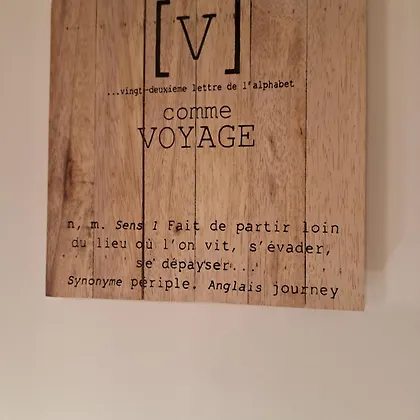 [V]
...vingt-deuxième lettre de l'alphabet
comme
VOYAGE
n, m. Sens 1 Fait de partir loin
du lieu où l'on vit, s'évader,
se dépayser...
Synonyme périple. Anglais journey